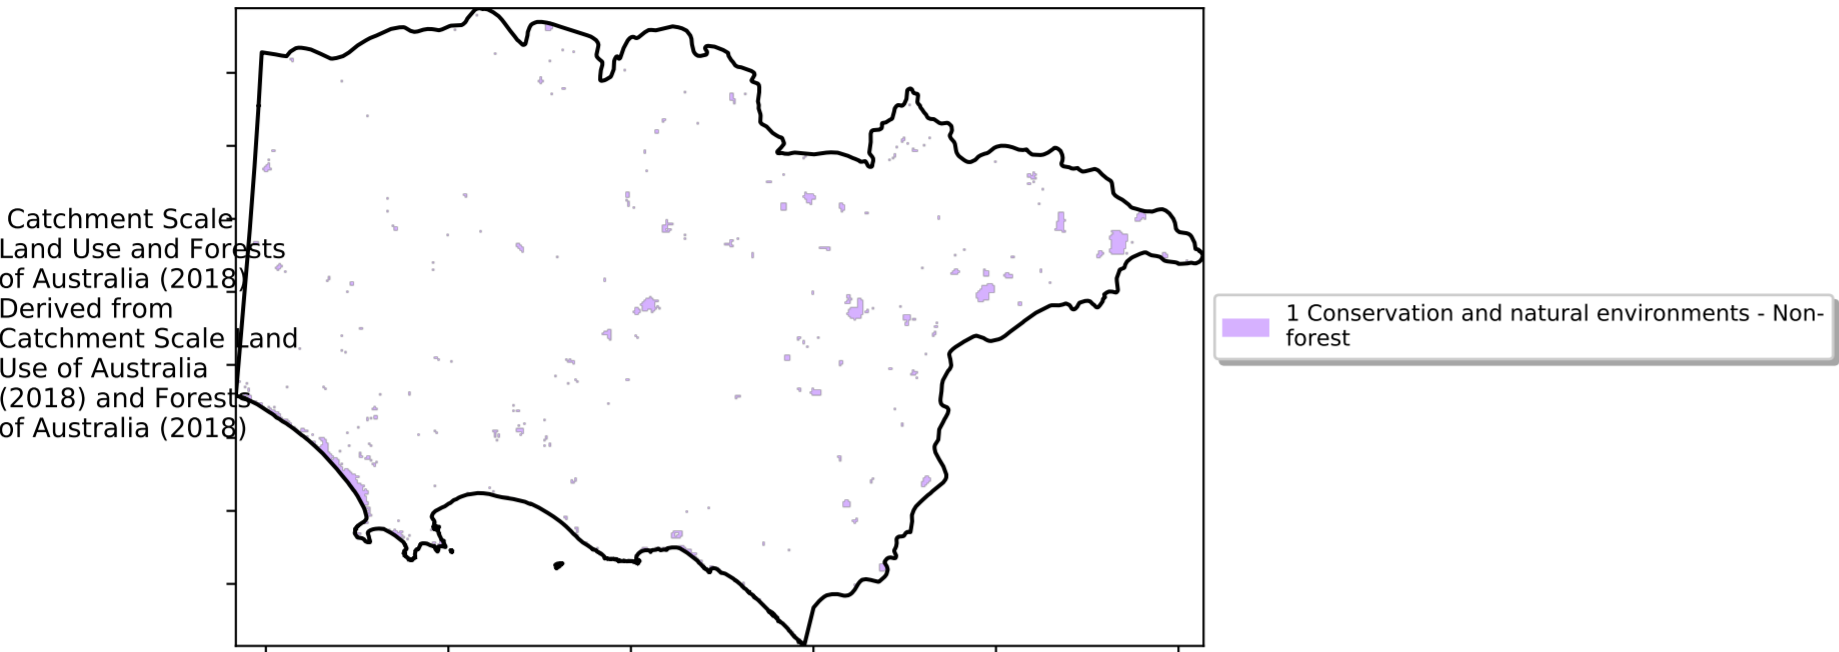 Catchment Scale
Land Use and Forests
of Australia (2018)
Derived from
Catchment Scale Land
Use of Australia
(2018) and Forests
of Australia (2018)
1 Conservation and natural environments - Non-
forest